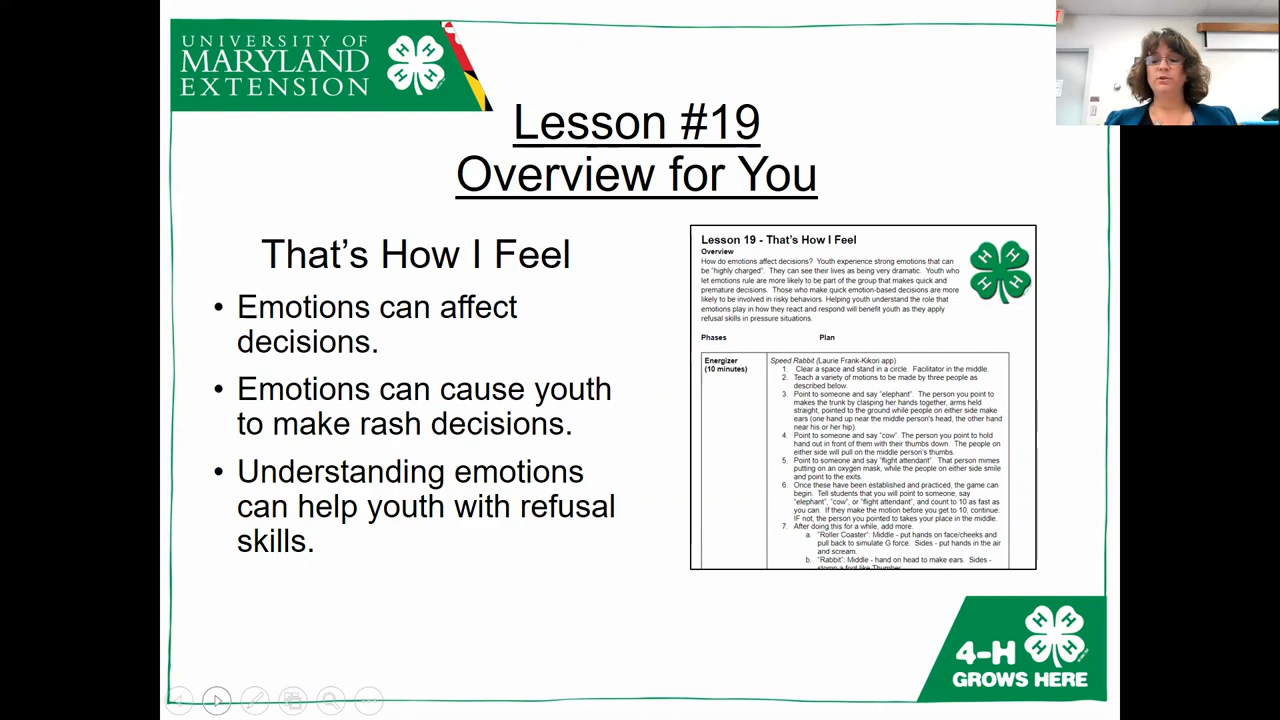 UNIVERSITY OF
MARYLAND
EXTENSION
Lesson #19
Overview for You
That's How I Feel
• Emotions can affect
decisions.
• Emotions can cause youth
to make rash decisions.
• Understanding emotions
can help youth with refusal
skills.
Lesson 19 - That's How I Feel
Overview
How do emotions affect decisions? Youth experience strong emotions that can
be "highly charged". They can see their lives as being very dramatic. Youth who
let emotions rule are more likely to be part of the group that makes quick and
premature decisions. Those who make quick emotion-based decisions are more
likely to be involved in risky behaviors. Helping youth understand the role that
emotions play in how they react and respond will benefit youth as they apply
refusal skills in pressure situations.
Phases Plan
Energizer
(10 minutes)
Speed Rabbit (Laurie Frank-Kikori app)
1. Clear a space and stand in a circle. Facilitator in the middle.
2. Teach a variety of motions to be made by three people as
described below.
3. Point to someone and say "elephant". The person you point to
makes the trunk by clasping her hands together, arms held
straight, pointed to the ground while people on either side make
ears (one hand up near the middle person's head, the other hand
near his or her hip).
4. Point to someone and say "cow". The person you point to hold
hand out in front of them with their thumbs down. The people on
either side will pull on the middle person's thumbs.
5. Point to someone and say "flight attendant". That person mimes
putting on an oxygen mask, while the people on either side smile
and point to the exits.
6. Once these have been established and practiced, the game can
begin. Tell students that you will point to someone, say
"elephant", "cow", or "flight attendant", and count to 10 as fast as
you can. If they make the motion before you get to 10, continue.
IF not, the person you pointed to takes your place in the middle.
7. After doing this for a while, add more.
a. "Roller Coaster": Middle - put hands on face/cheeks and
pull back to simulate G force. Sides - put hands in the air
and scream.
b. "Rabbit": Middle - hand on head to make ears. Sides -
stomp a foot like Thumper
H H H H
4-H
GROWS HERE